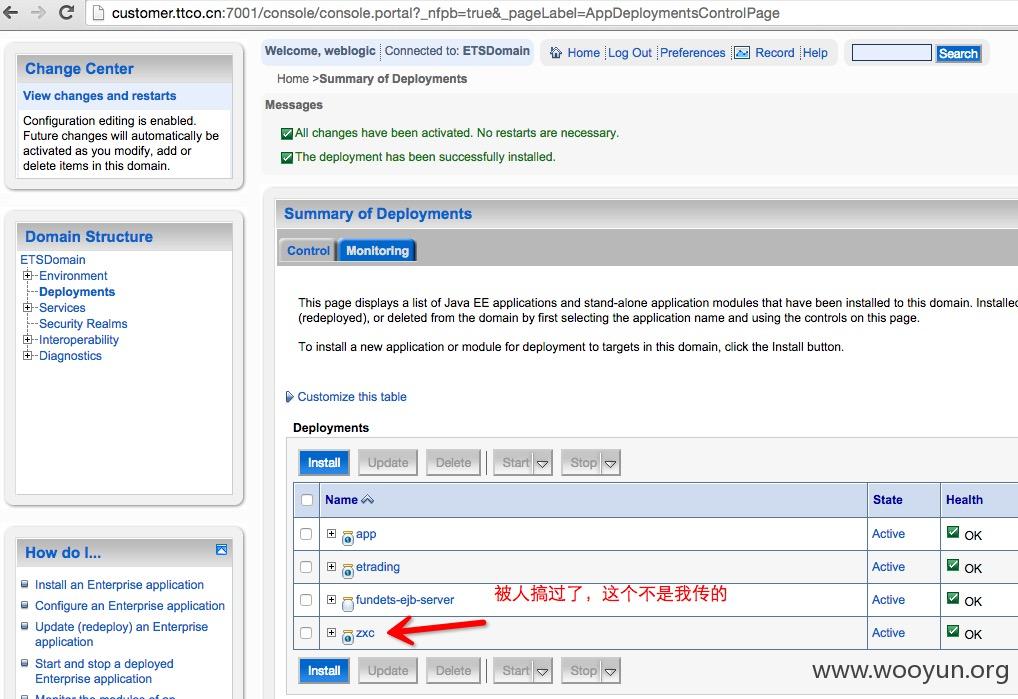 customer.ttco.cn:7001/console/console.portal?_nfpb=true&_pageLabel=AppDeploymentsControlPage
Change Center
View changes and restarts
Configuration editing is enabled.
Future changes will automatically be
activated as you modify, add or
delete items in this domain.
Domain Structure
ETSDomain
Environment
Deployments
Services
Security Realms
Interoperability
Diagnostics
How do I...
Install an Enterprise application
Configure an Enterprise application
Update (redeploy) an Enterprise
application
Start and stop a deployed
Enterprise application
Monitor the modules of an
Welcome, weblogic Connected to: ETSDomain
Home Log Out Preferences Record Help
Search
Home >Summary of Deployments
Messages
All changes have been activated. No restarts are necessary.
The deployment has been successfully installed.
Summary of Deployments
Control Monitoring
This page displays a list of Java EE applications and stand-alone application modules that have been installed to this domain. Installe
(redeployed), or deleted from the domain by first selecting the application name and using the controls on this page.
To install a new application or module for deployment to targets in this domain, click the Install button.
Customize this table
Deployments
Install Update Delete Start Stop
Name State Health
app Active OK
etrading Active OK
fundets-ejb-server 被人搞过了，这个不是我传的 Active OK
zxc Active OK
Install Update Delete Start Stop
www.wooyun.org